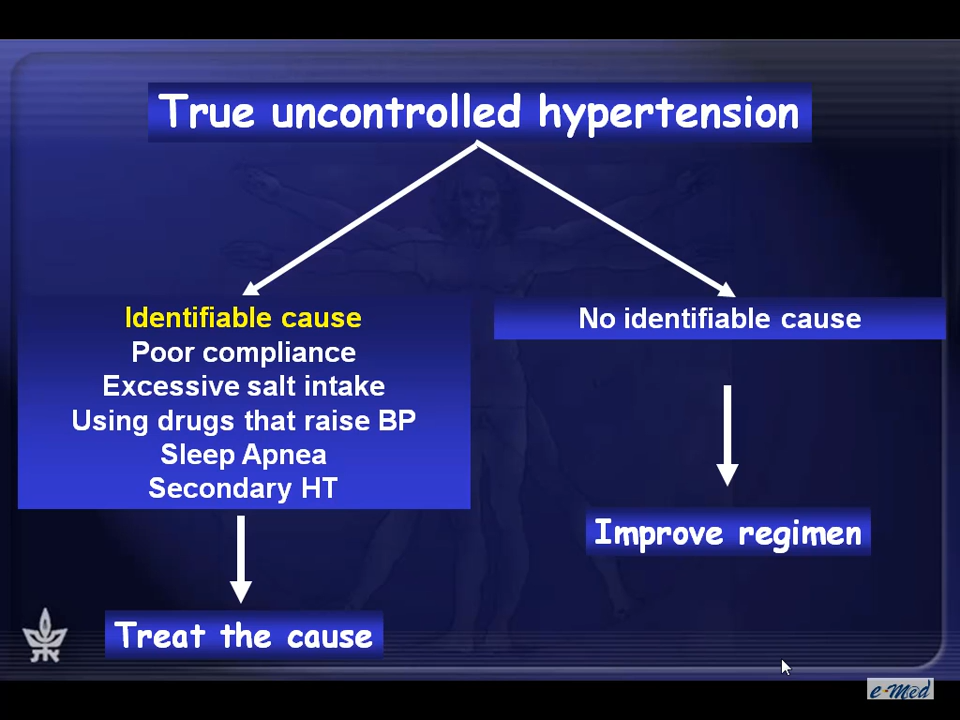 True uncontrolled hypertension
Identifiable cause
Poor compliance
Excessive salt intake
Using drugs that raise BP
Sleep Apnea
Secondary HT
Treat the cause
No identifiable cause
Improve regimen
e-Med